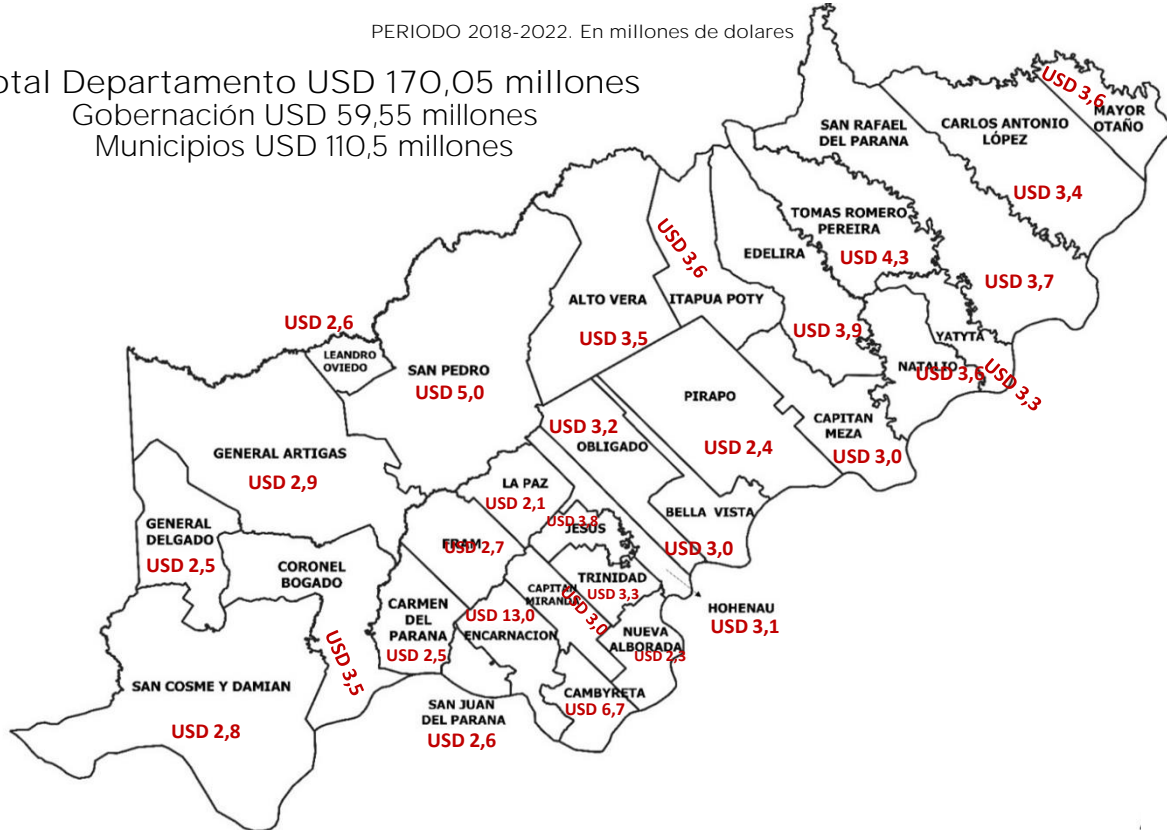 PERIODO 2018-2022. En millones de dolares
otal Departamento USD 170,05 millones
Gobernación USD 59,55 millones
Municipios USD 110,5 millones
USD 3,6
MAYOR
OTAÑO
SAN RAFAEL
DEL PARANA
CARLOS ANTONIO
LÓPEZ
USD 3,4
TOMAS ROMERO
PEREIRA
USD 4,3
USD 3,7
EDELIRA
USD 3,9
USD 3,6
ITAPUA POTY
ALTO VERA
USD 3,5
YATYTA
USD 3,3
NATALIO
USD 3,6
USD 2,6
LEANDRO
OVIEDO
SAN PEDRO
USD 5,0
PIRAPO
USD 2,4
CAPITAN
MEZA
USD 3,0
USD 3,2
OBLIGADO
GENERAL ARTIGAS
USD 2,9
LA PAZ
USD 2,1
BELLA VISTA
USD 3,0
GENERAL
DELGADO
USD 2,5
USD 3,8
JESUS
FRAM
USD 2,7
CORONEL
BOGADO
USD 3,5
TRINIDAD
USD 3,3
CAPITAN
MIRANDA
USD 3,0
HOHENAU
USD 3,1
CARMEN
DEL
PARANA
USD 2,5
USD 13,0
ENCARNACION
NUEVA
ALBORADA
USD 2,3
SAN COSME Y DAMIAN
USD 2,8
CAMBYRETA
USD 6,7
SAN JUAN
DEL PARANA
USD 2,6